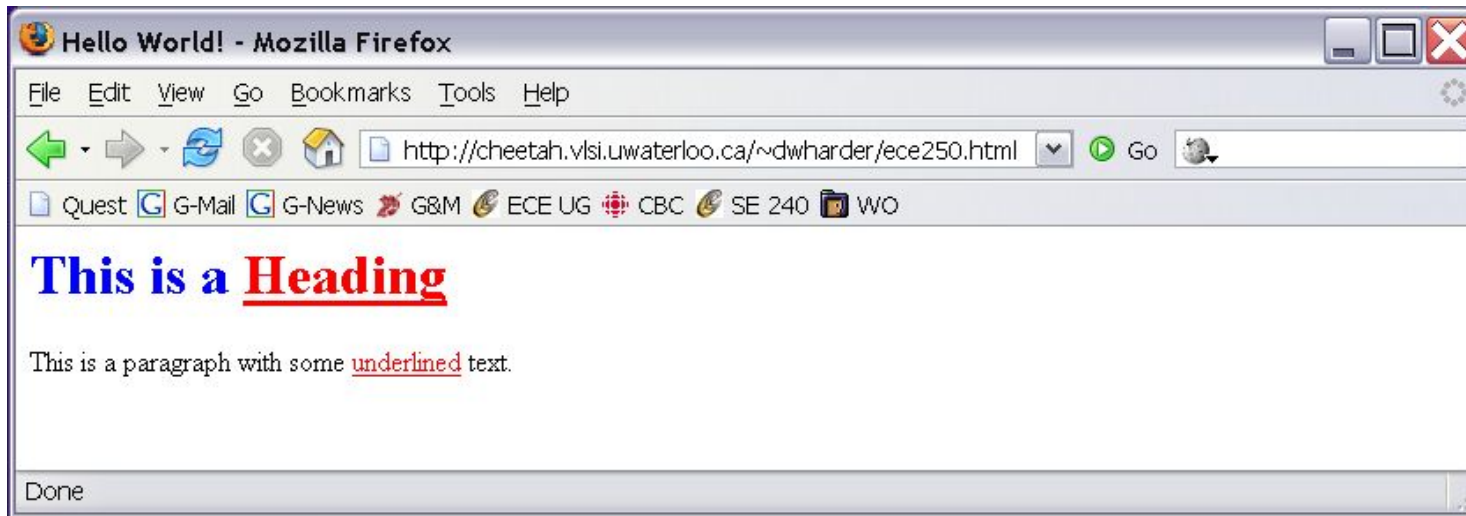 Hello World! - Mozilla Firefox
File Edit View Go Bookmarks Tools Help
http://cheetah.vlsi.uwaterloo.ca/~dwharder/ece250.html Go
Quest G G-Mail G G-News G&M ECE UG CBC SE 240 WO
This is a Heading
This is a paragraph with some underlined text.
Done